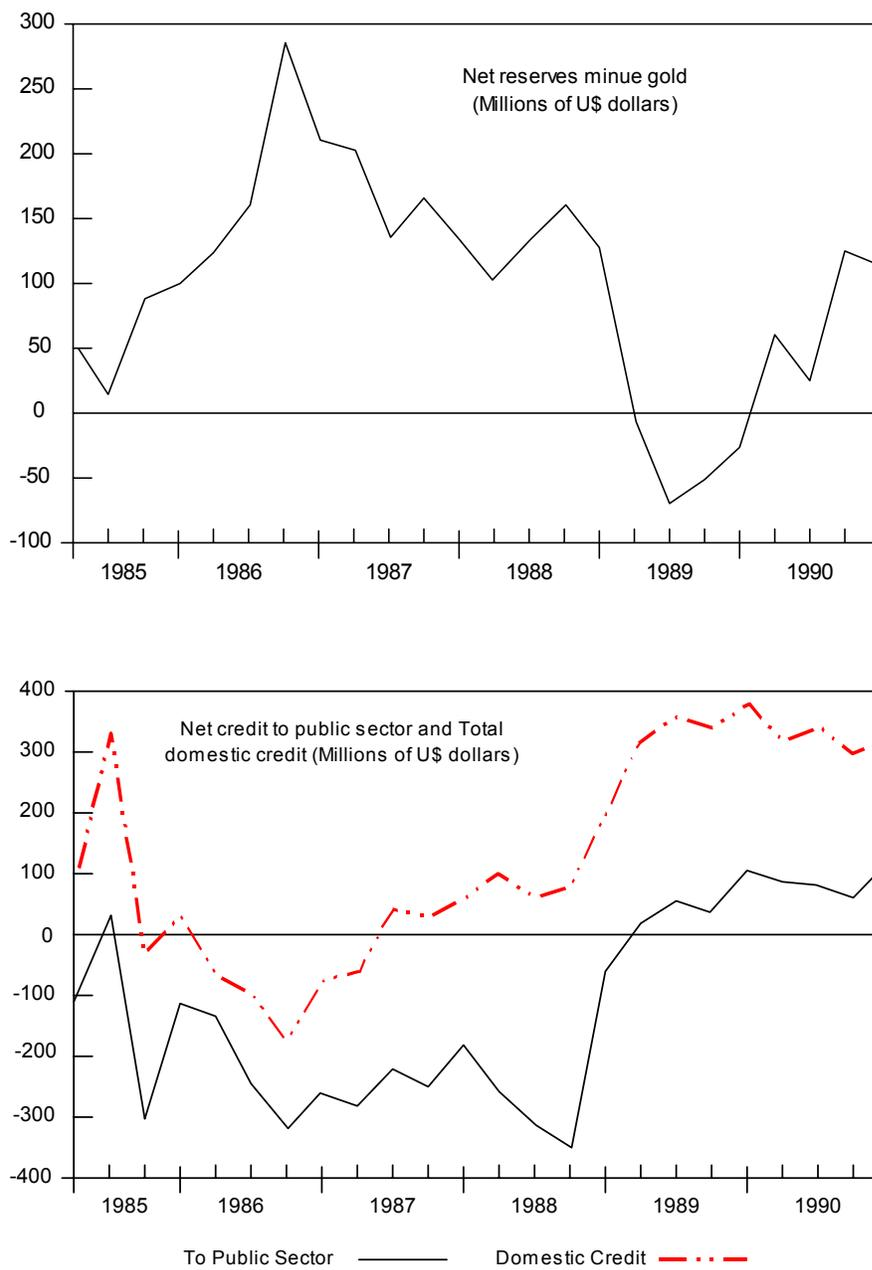 300
250
200
150
100
50
0
-50
-100
Net reserves minue gold
(Millions of U$ dollars)
1985 1986 1987 1988 1989 1990
400
300
200
100
0
-100
-200
-300
-400
Net credit to public sector and Total
domestic credit (Millions of U$ dollars)
1985 1986 1987 1988 1989 1990
To Public Sector Domestic Credit